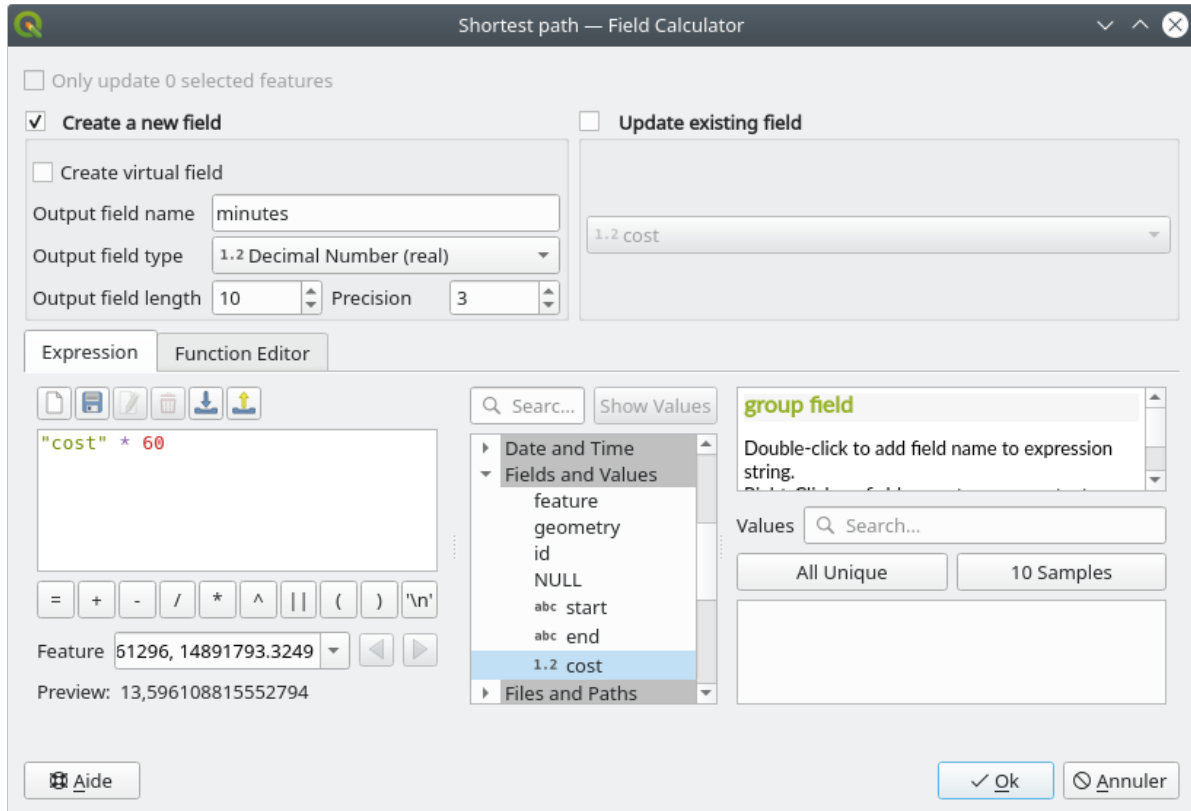 Shortest path — Field Calculator
Only update 0 selected features
Create a new field
Update existing field
Create virtual field
Output field name minutes
1.2 cost
Output field type 1.2 Decimal Number (real)
Output field length 10 Precision 3
Expression Function Editor
Searc... Show Values
group field
"cost" * 60
Date and Time
Double-click to add field name to expression
string.
Fields and Values
feature
geometry
id
NULL
abc start
abc end
1.2 cost
Files and Paths
Values Search...
All Unique 10 Samples
= + - / * ^ || ( ) '\n'
Feature 61296, 14891793.3249
Preview: 13,596108815552794
Aide Ok Annuler